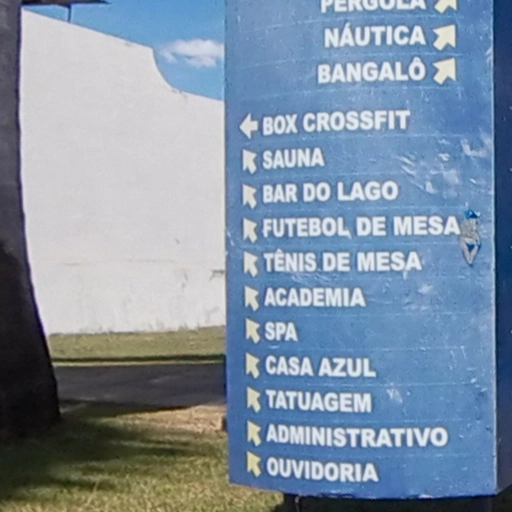 PÉRGOLA
NÁUTICA
BANGALÔ
BOX CROSSFIT
SAUNA
BAR DO LAGO
FUTEBOL DE MESA
TÊNIS DE MESA
ACADEMIA
SPA
CASA AZUL
TATUAGEM
ADMINISTRATIVO
OUVIDORIA